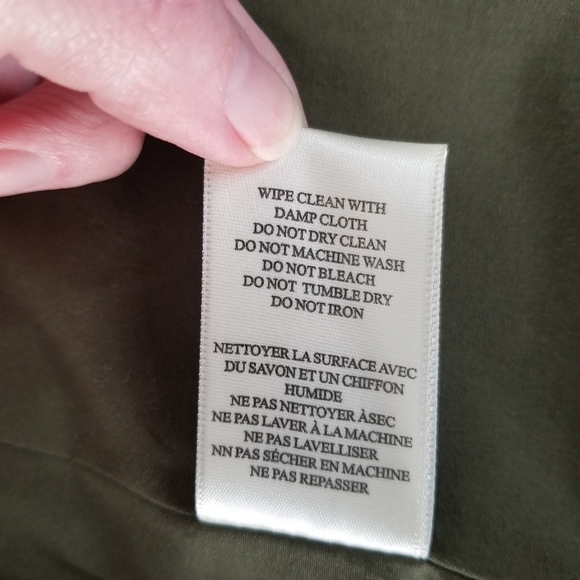 WIPE CLEAN WITH
DAMP CLOTH
DO NOT DRY CLEAN
DO NOT MACHINE WASH
DO NOT BLEACH
DO NOT TUMBLE DRY
DO NOT IRON
NETTOYER LA SURFACE AVEC
DU SAVON ET UN CHIFFON
HUMIDE
NE PAS NETTOYER ÀSEC
NE PAS LAVER À LA MACHINE
NE PAS LAVELLISER
NN PAS SÉCHER EN MACHINE
NE PAS REPASSER